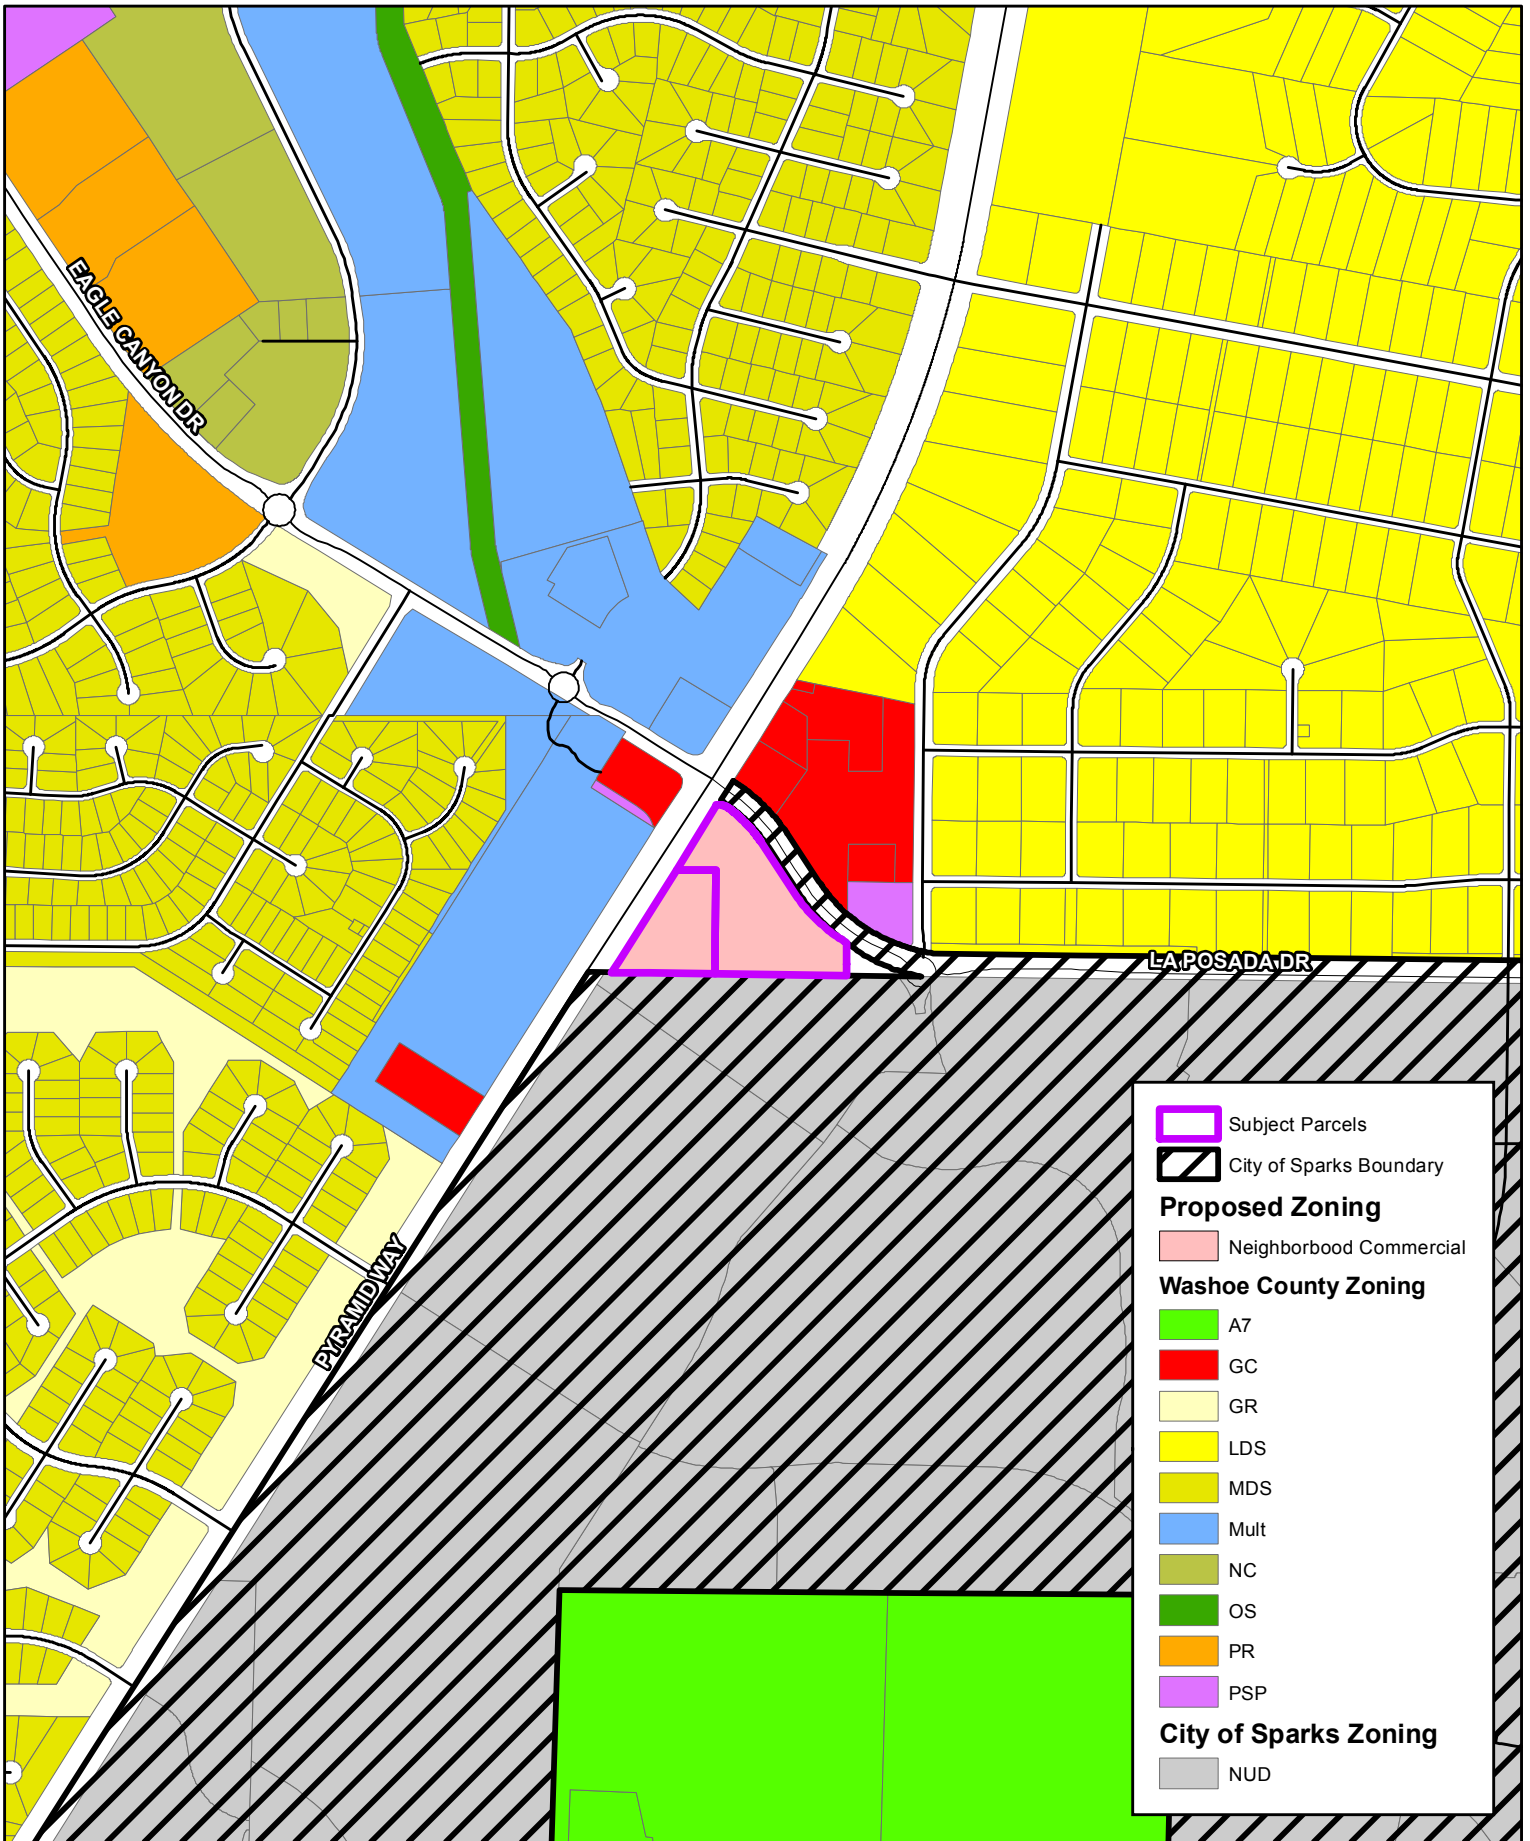 EAGLE CANYON DR
LA POSADA DR
PYRAMID WAY
Subject Parcels
City of Sparks Boundary
Proposed Zoning
Neighborbood Commercial
Washoe County Zoning
A7
GC
GR
LDS
MDS
Mult
NC
OS
PR
PSP
City of Sparks Zoning
NUD